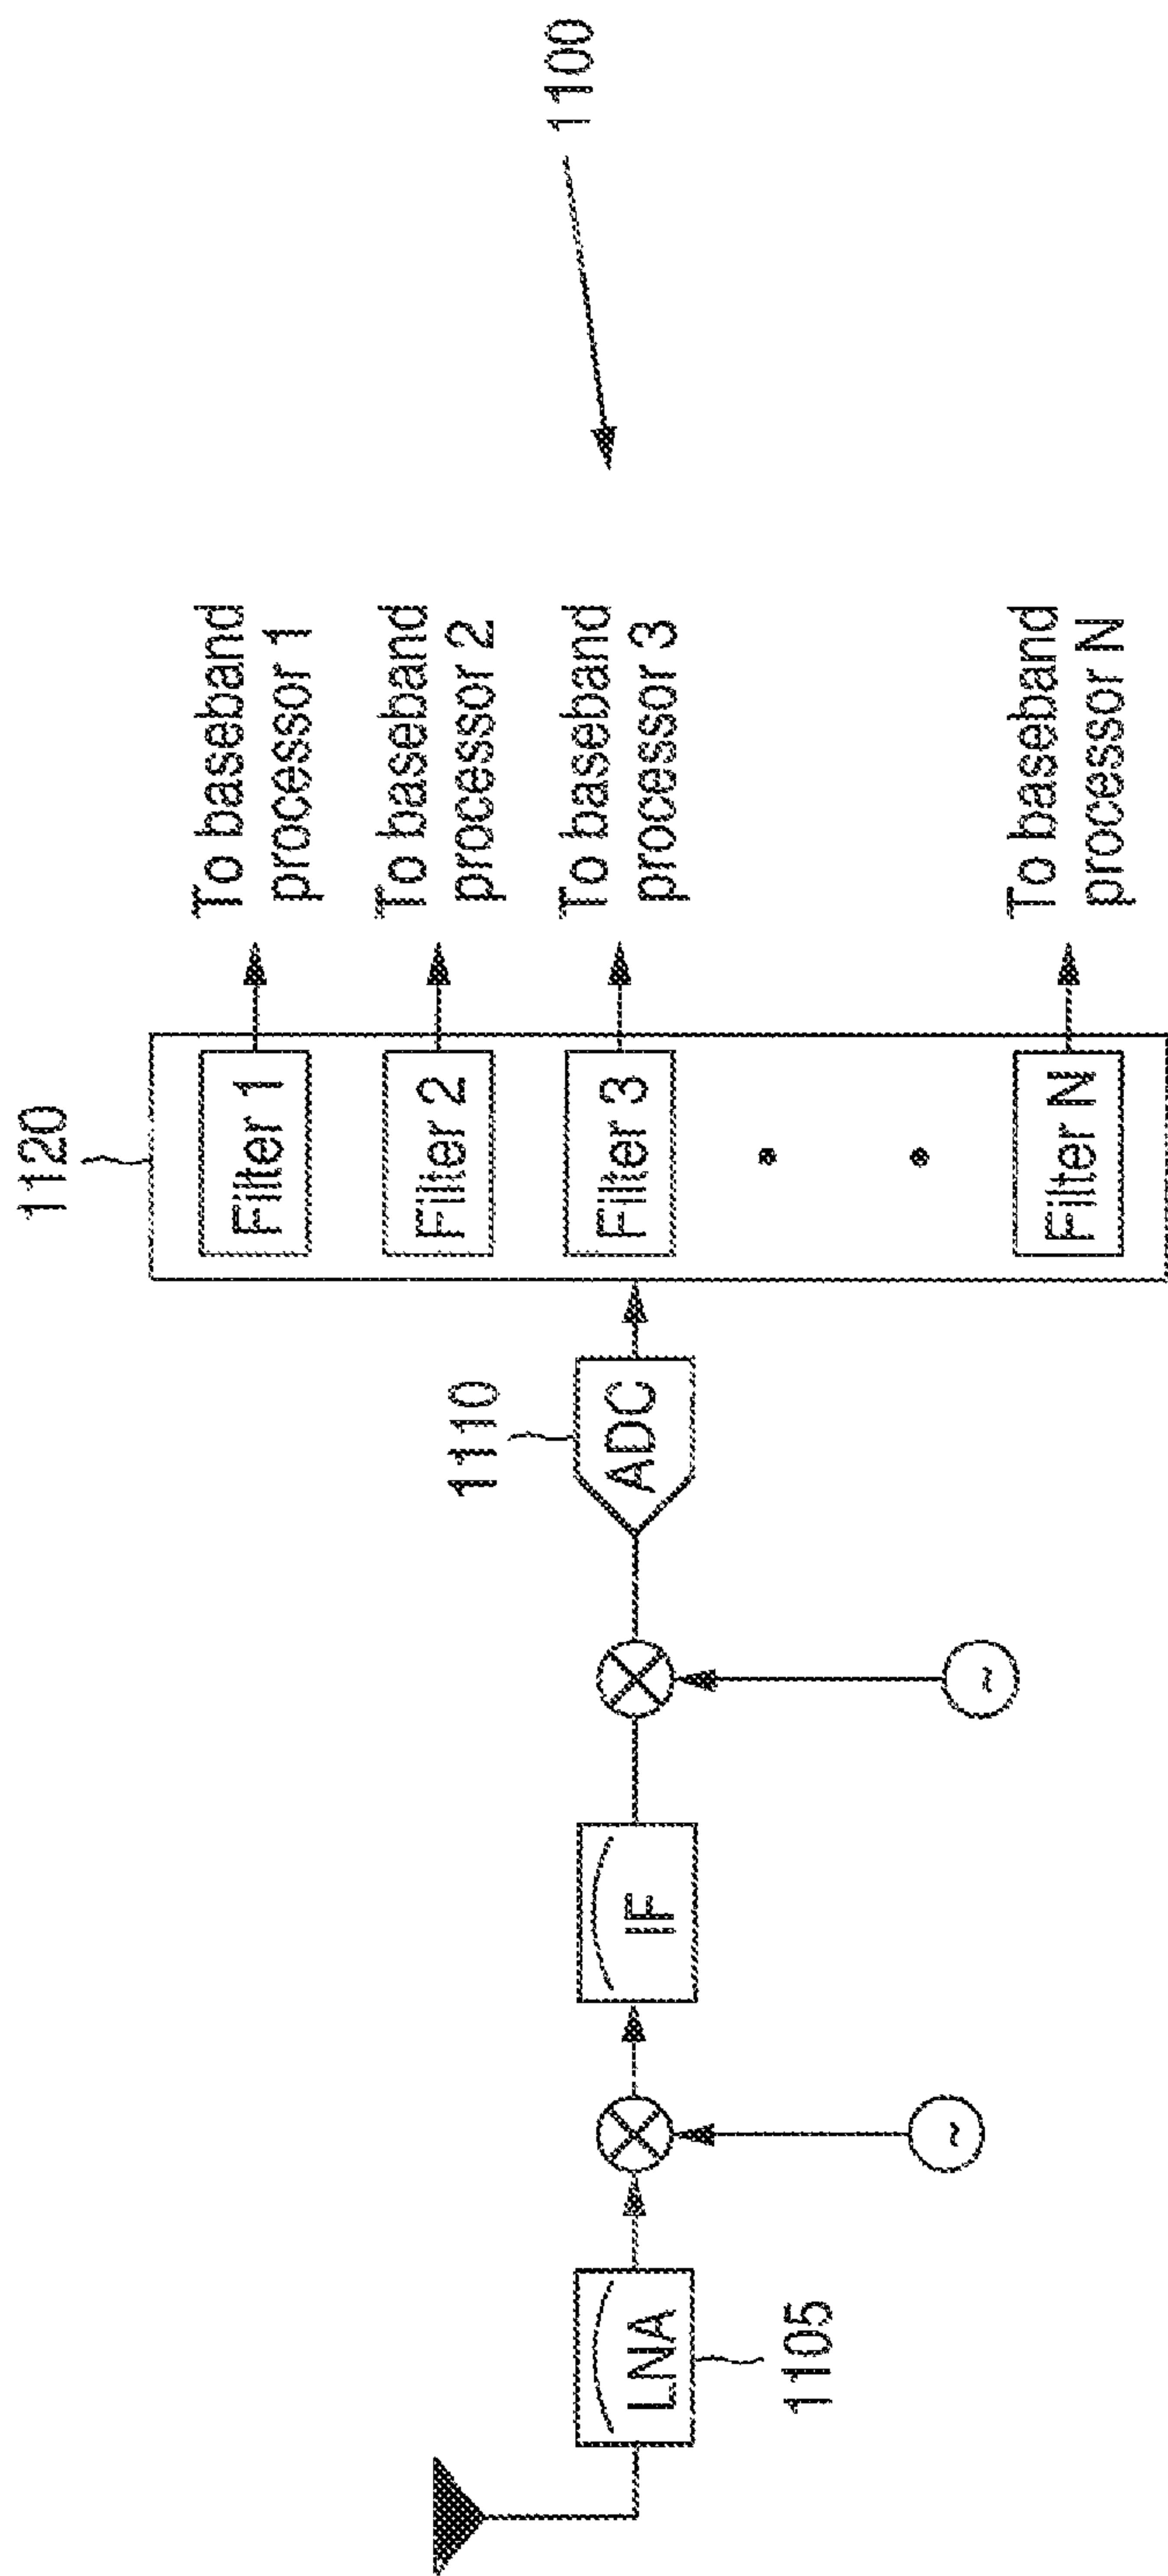 1100
1120
Filter 1
To baseband
processor 1
Filter 2
To baseband
processor 2
Filter 3
To baseband
processor 3
Filter N
To baseband
processor N
1110
ADC
~
IF
~
LNA
1105